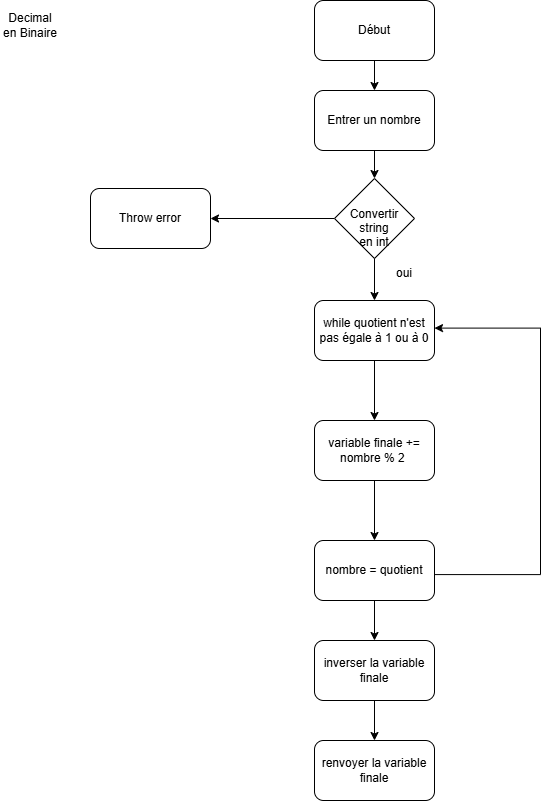 Decimal
en Binaire
Début
Entrer un nombre
Convertir
string
en int
Throw error
oui
while quotient n'est
pas égale à 1 ou à 0
variable finale +=
nombre % 2
nombre = quotient
inverser la variable
finale
renvoyer la variable
finale